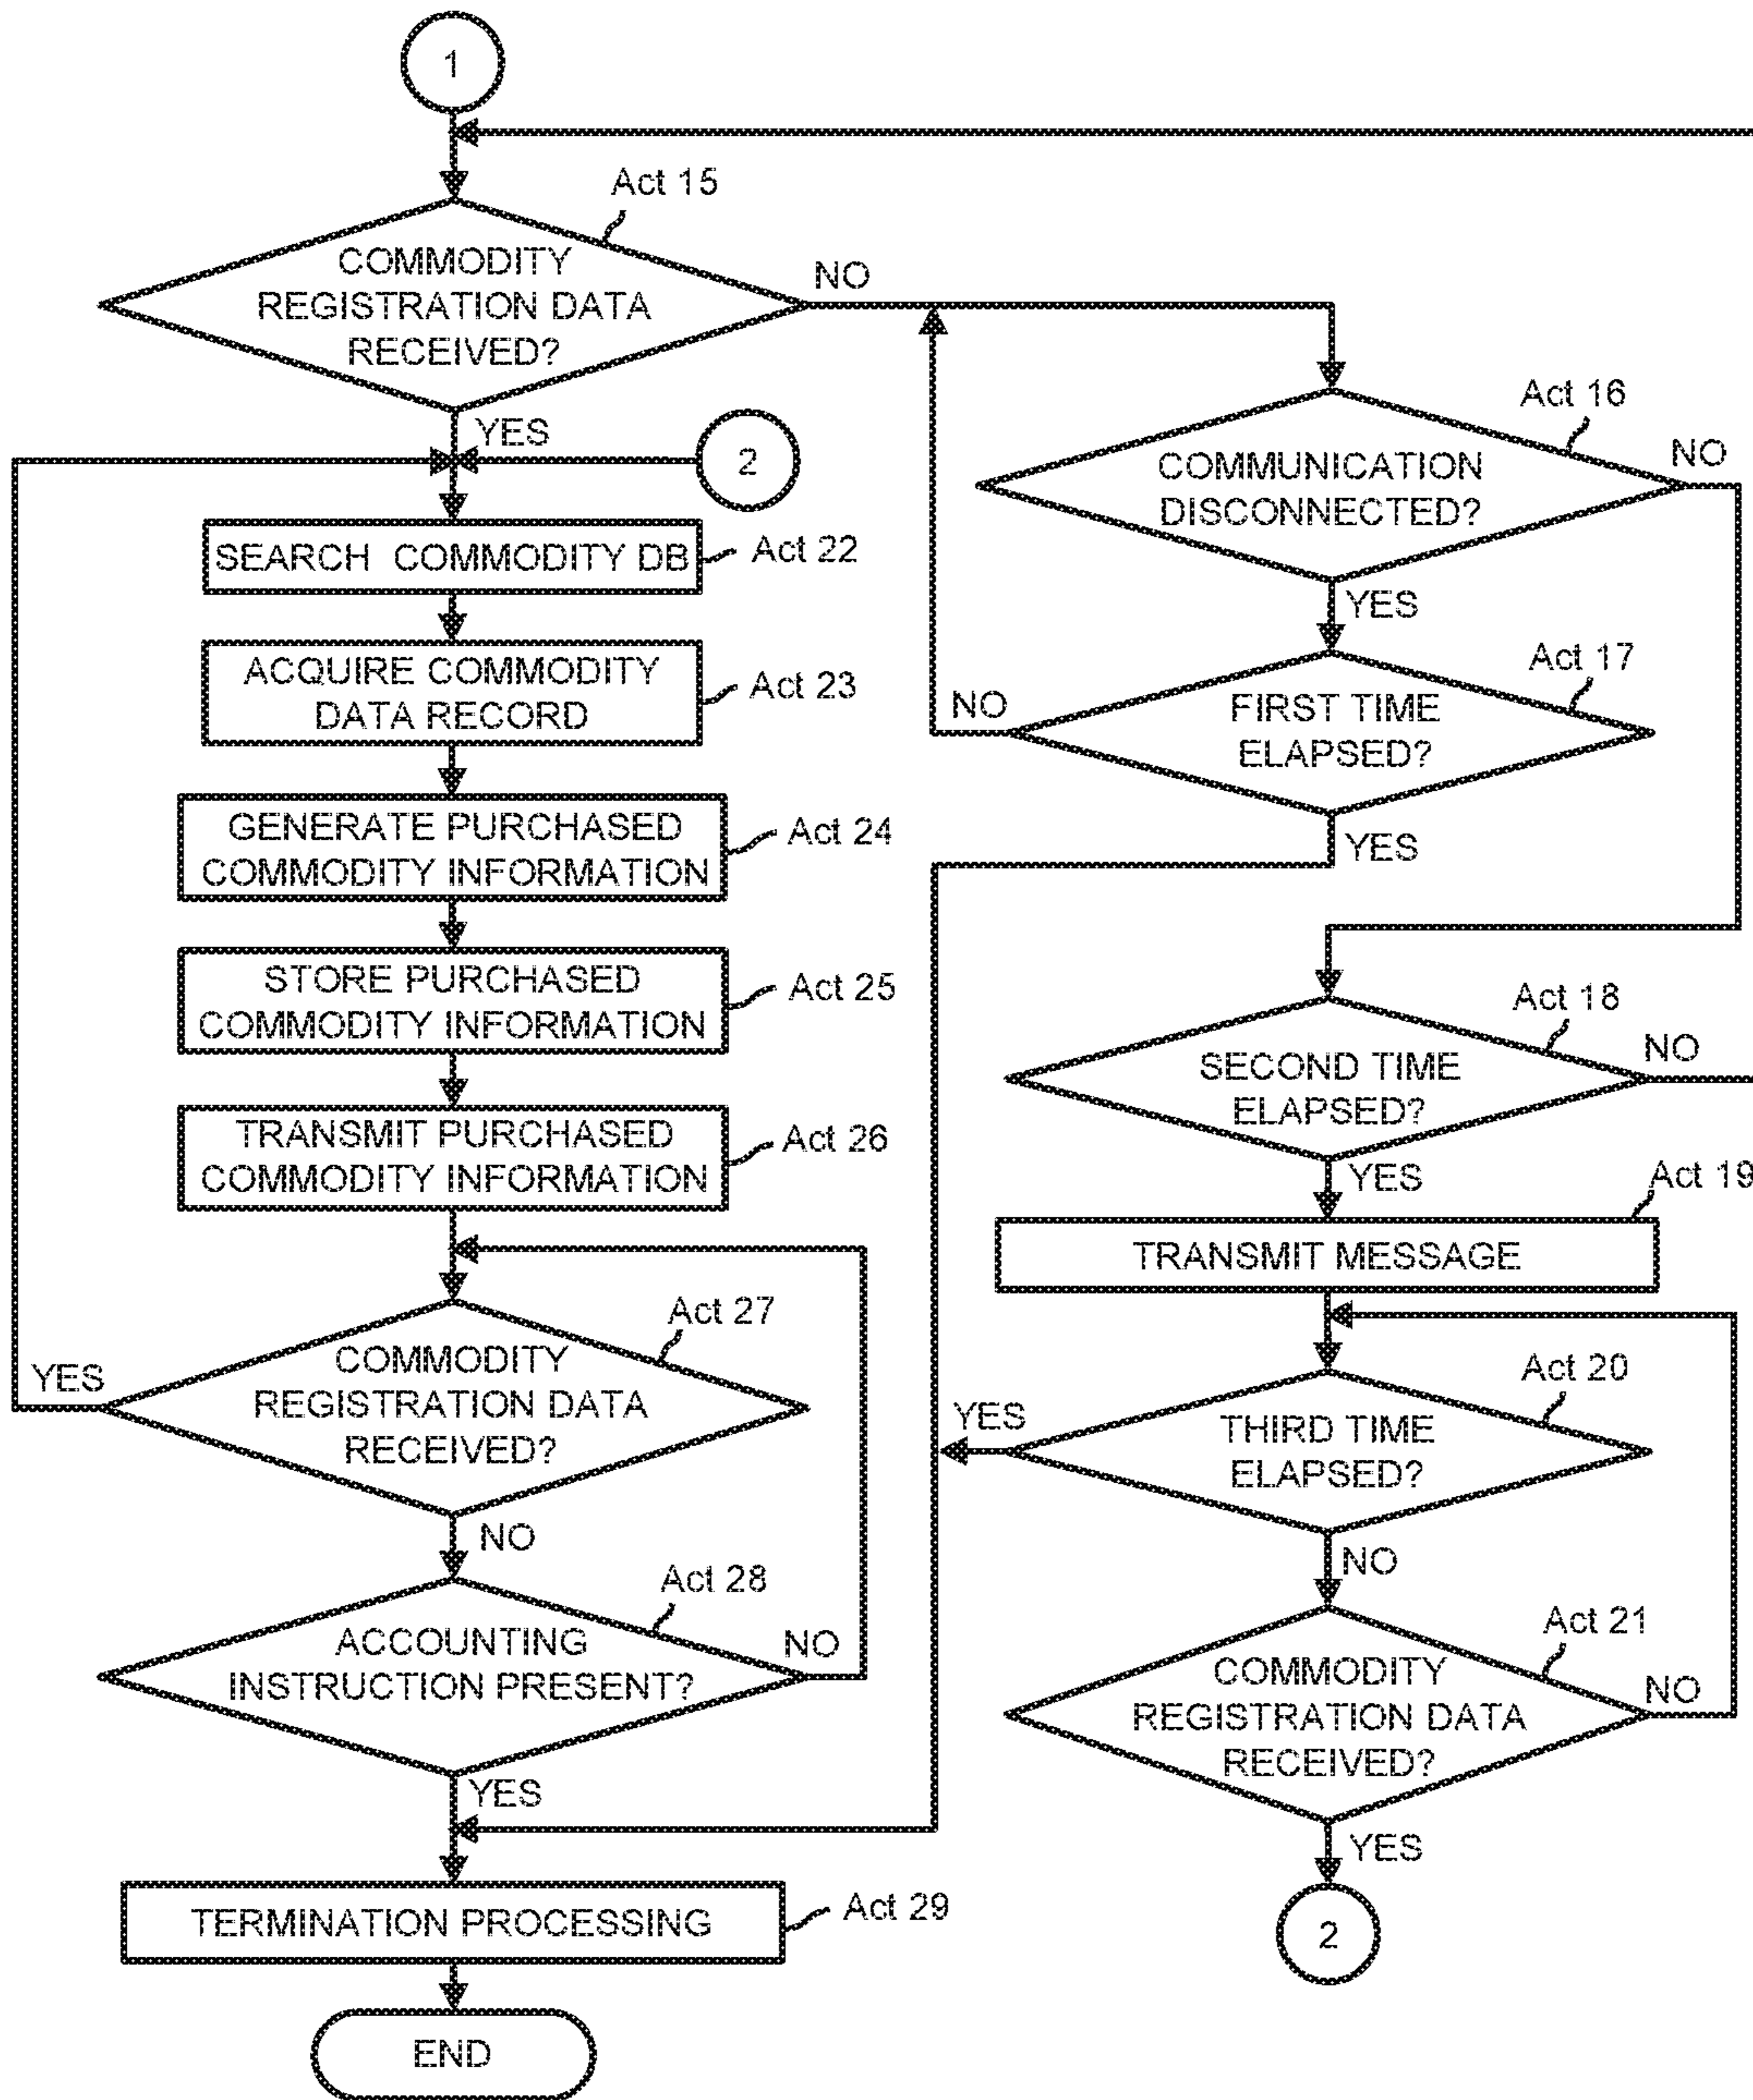 1
Act 15
COMMODITY
REGISTRATION DATA
RECEIVED?
NO
YES
2
Act 16
COMMUNICATION
DISCONNECTED?
NO
YES
Act 17
FIRST TIME
ELAPSED?
NO
YES
Act 18
SECOND TIME
ELAPSED?
NO
YES
Act 19
TRANSMIT MESSAGE
Act 20
THIRD TIME
ELAPSED?
YES
NO
Act 21
COMMODITY
REGISTRATION DATA
RECEIVED?
NO
YES
2
SEARCH COMMODITY DB
Act 22
ACQUIRE COMMODITY
DATA RECORD
Act 23
GENERATE PURCHASED
COMMODITY INFORMATION
Act 24
STORE PURCHASED
COMMODITY INFORMATION
Act 25
TRANSMIT PURCHASED
COMMODITY INFORMATION
Act 26
Act 27
COMMODITY
REGISTRATION DATA
RECEIVED?
YES
NO
Act 28
ACCOUNTING
INSTRUCTION PRESENT?
NO
YES
TERMINATION PROCESSING
Act 29
END